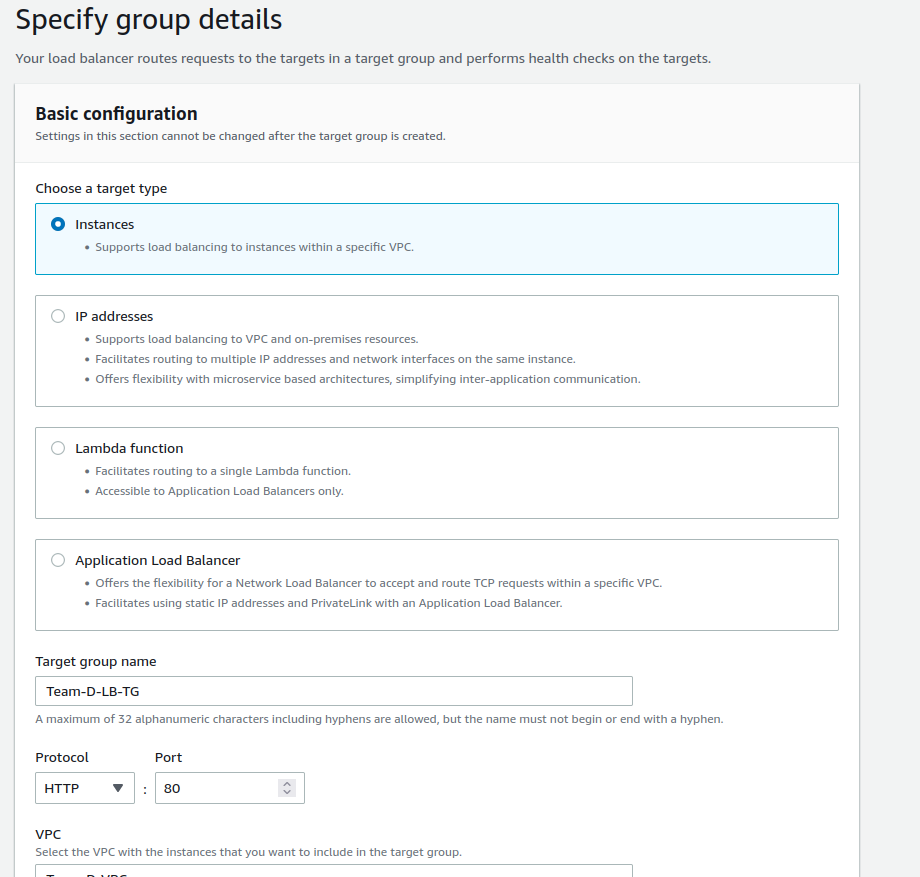 Specify group details
Your load balancer routes requests to the targets in a target group and performs health checks on the targets.
Basic configuration
Settings in this section cannot be changed after the target group is created.
Choose a target type
Instances
• Supports load balancing to instances within a specific VPC.
IP addresses
• Supports load balancing to VPC and on-premises resources.
• Facilitates routing to multiple IP addresses and network interfaces on the same instance.
• Offers flexibility with microservice based architectures, simplifying inter-application communication.
Lambda function
• Facilitates routing to a single Lambda function.
• Accessible to Application Load Balancers only.
Application Load Balancer
• Offers the flexibility for a Network Load Balancer to accept and route TCP requests within a specific VPC.
• Facilitates using static IP addresses and PrivateLink with an Application Load Balancer.
Target group name
Team-D-LB-TG
A maximum of 32 alphanumeric characters including hyphens are allowed, but the name must not begin or end with a hyphen.
Protocol Port
HTTP : 80
VPC
Select the VPC with the instances that you want to include in the target group.
Team-D-VPC